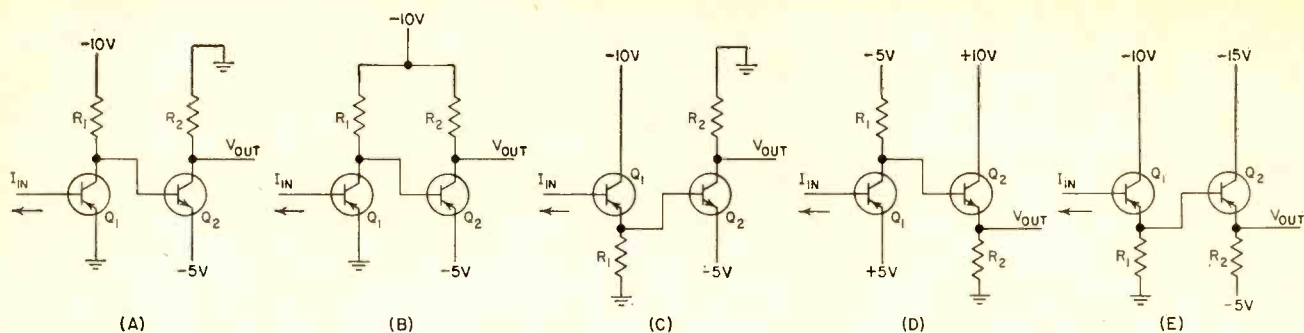 -10V
R1
R2
VOUT
IIN
Q1
Q2
-5V
(A)
-10V
R1
R2
VOUT
IIN
Q1
Q2
-5V
(B)
-10V
R2
IIN
Q1
VOUT
Q2
R1
-5V
(C)
-5V
+10V
R1
IIN
Q2
Q1
VOUT
R2
+5V
(D)
-10V
-15V
IIN
Q1
Q2
VOUT
R1
R2
-5V
(E)